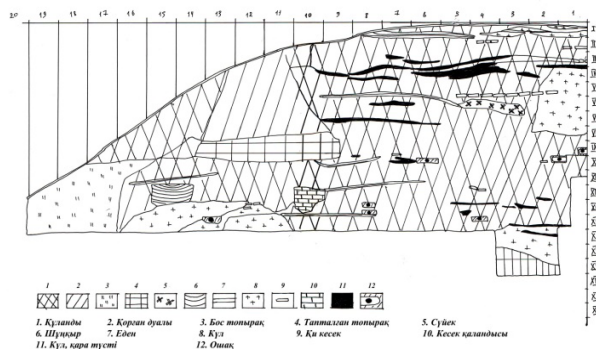 20 19 18 17 16 15 14 13 12 11 10 9 8 7 6 5 4 3 2 1
1 2 3 4 5 6 7 8 9 10 11 12
1. Құланды 2. Қорған дуалы 3. Бос топырақ 4. Тапталған топырақ 5. Сүйек
6. Шұңқыр 7. Еден 8. Күл 9. Қи кесек 10. Кесек қаландысы
11. Күл, қара түсті 12. Ошақ